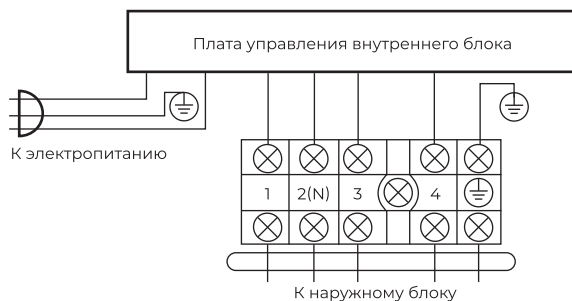 Плата управления внутреннего блока
К электропитанию
1 2(N) 3 4
К наружному блоку